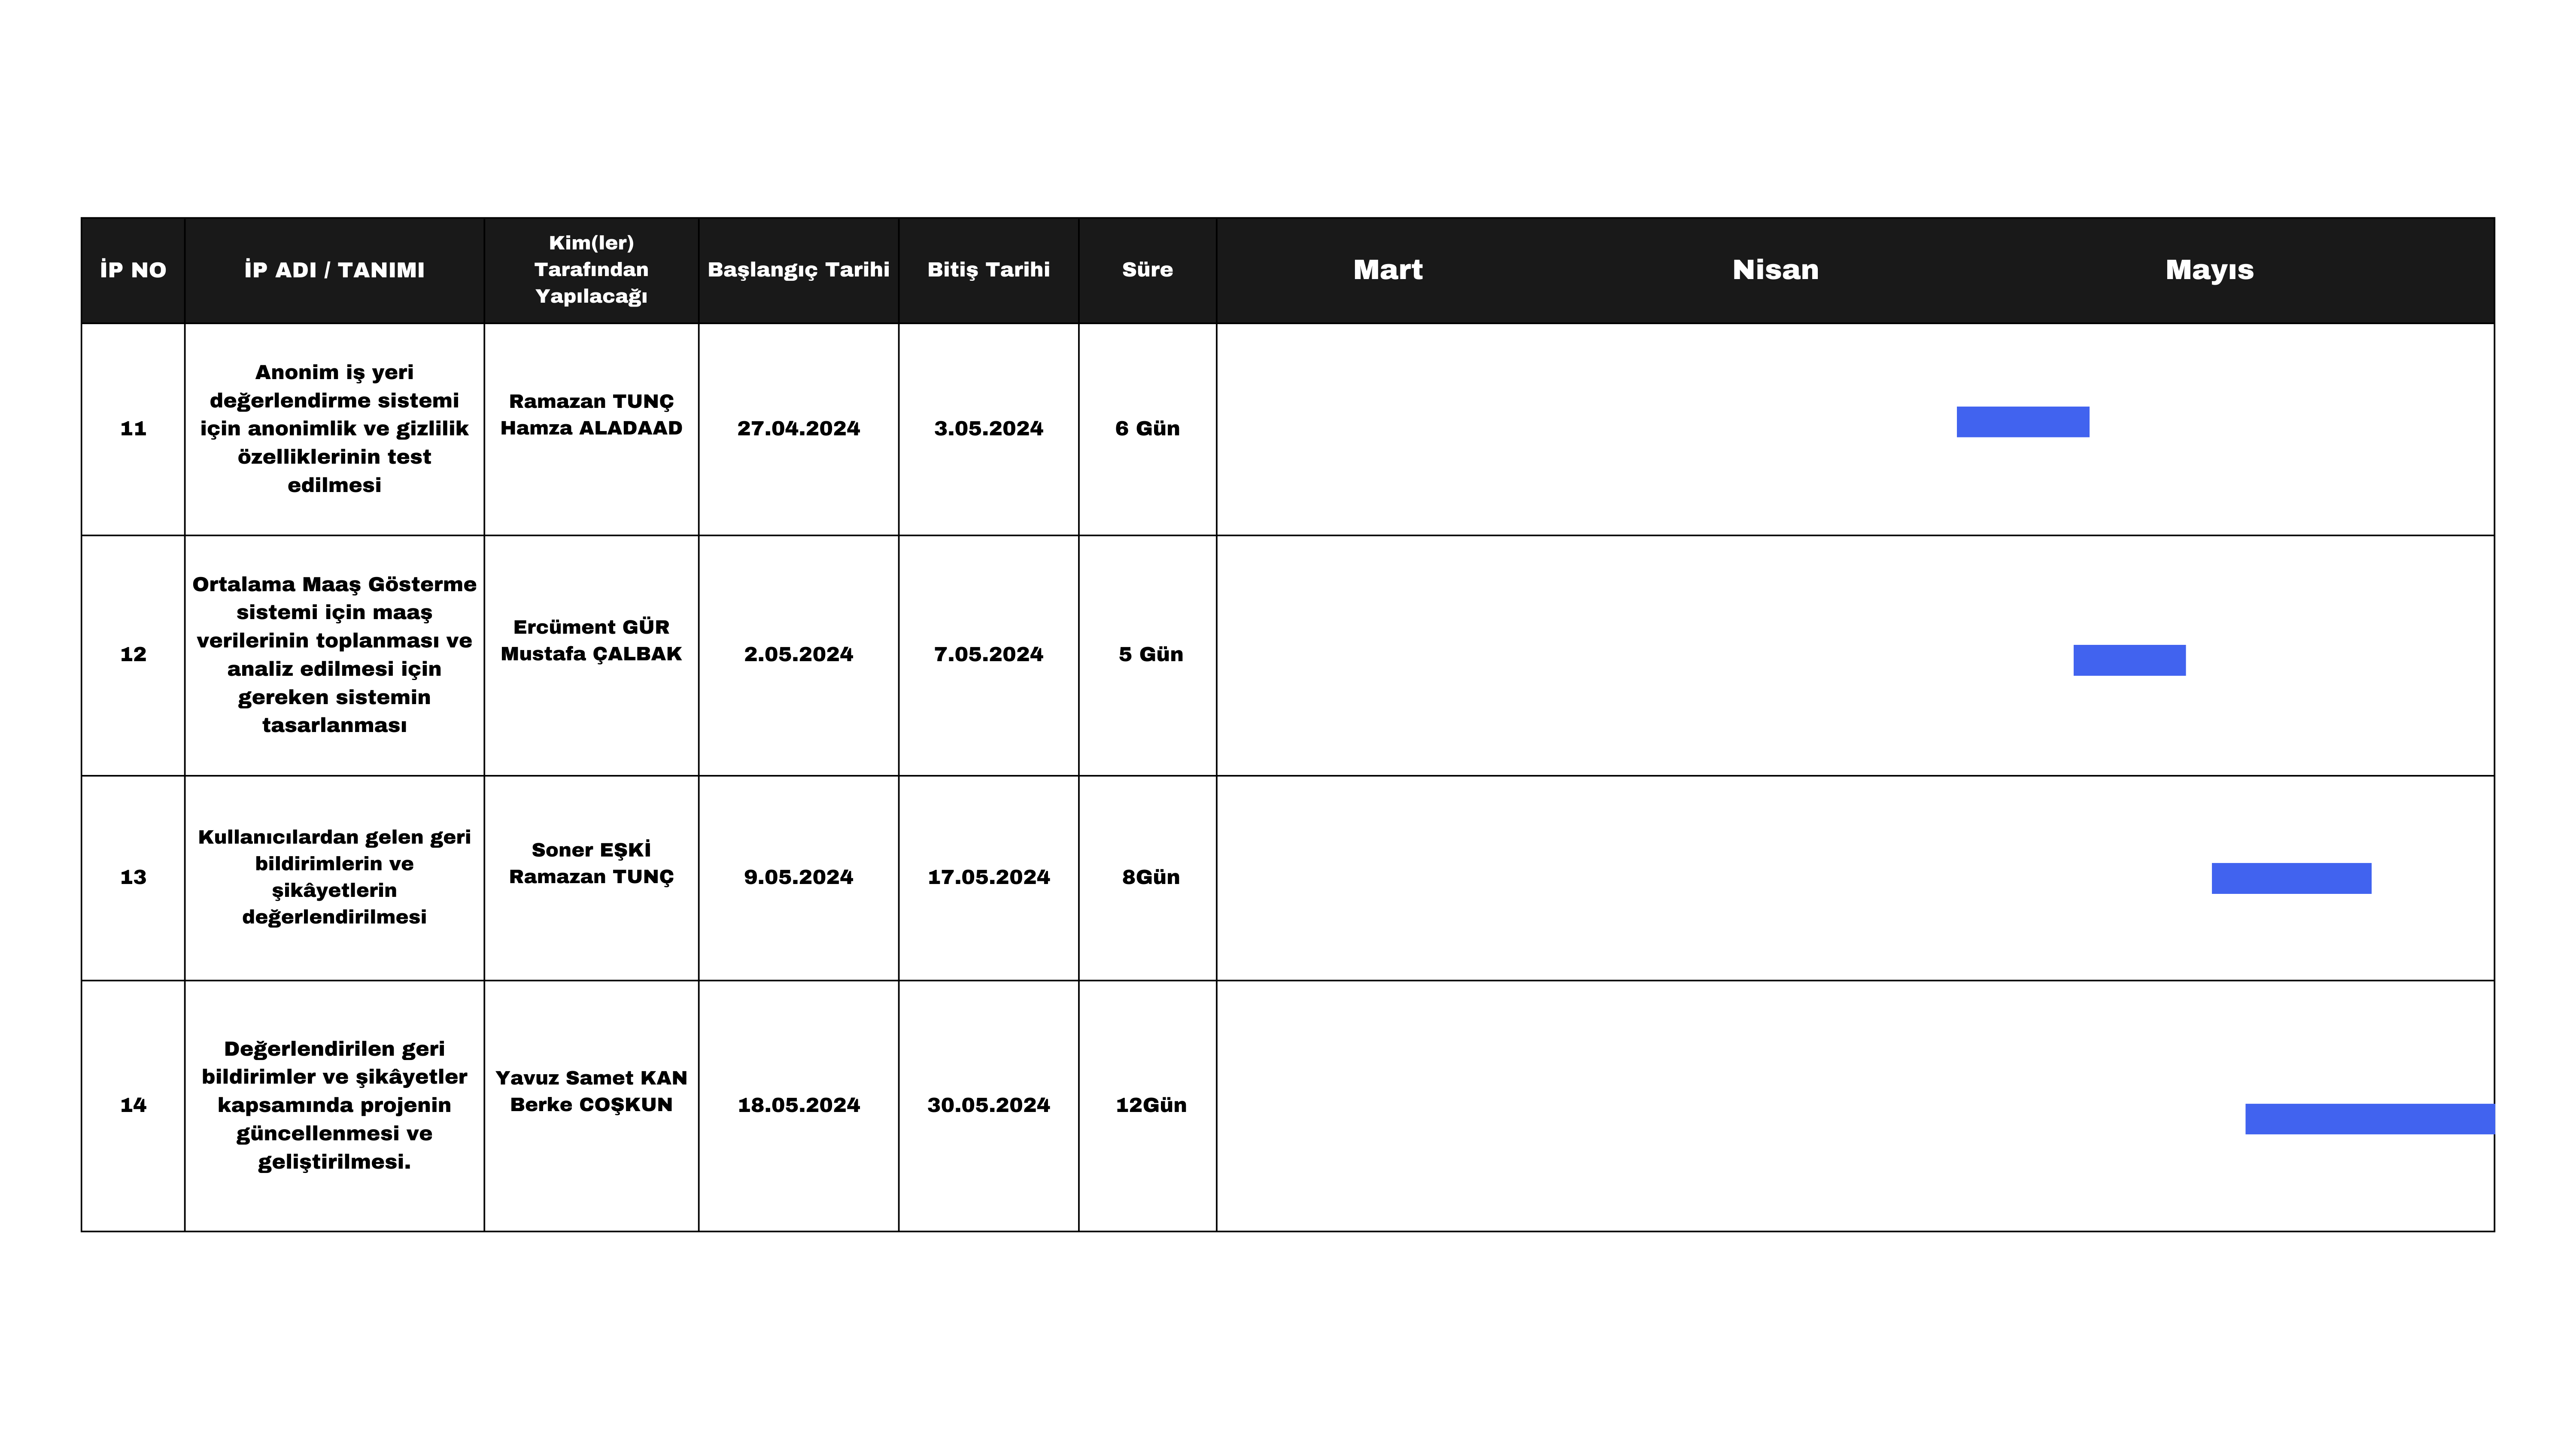 İP NO
İP ADI / TANIMI
Kim(ler)
Tarafından
Yapılacağı
Başlangıç Tarihi
Bitiş Tarihi
Süre
Mart
Nisan
Mayıs
11
Anonim iş yeri
değerlendirme sistemi
için anonimlik ve gizlilik
özelliklerinin test
edilmesi
Ramazan TUNÇ
Hamza ALADAAD
27.04.2024
3.05.2024
6 Gün
12
Ortalama Maaş Gösterme
sistemi için maaş
verilerinin toplanması ve
analiz edilmesi için
gereken sistemin
tasarlanması
Ercüment GÜR
Mustafa ÇALBAK
2.05.2024
7.05.2024
5 Gün
13
Kullanıcılardan gelen geri
bildirimlerin ve
şikâyetlerin
değerlendirilmesi
Soner EŞKİ
Ramazan TUNÇ
9.05.2024
17.05.2024
8Gün
14
Değerlendirilen geri
bildirimler ve şikâyetler
kapsamında projenin
güncellenmesi ve
geliştirilmesi.
Yavuz Samet KAN
Berke COŞKUN
18.05.2024
30.05.2024
12Gün